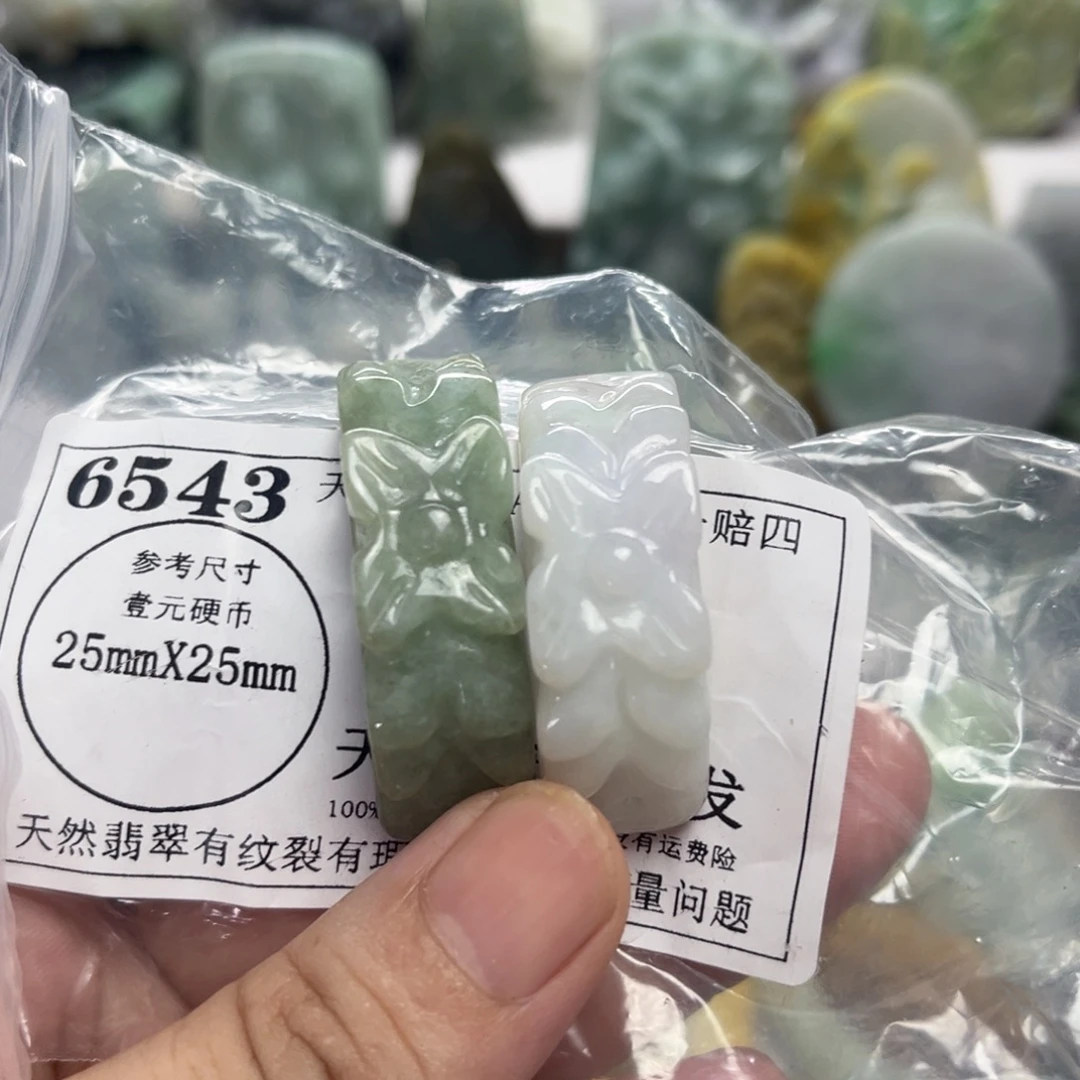 6543 天
赔四
参考尺寸
壹元硬币
25mmX25mm
天
发
100%
有运费险
天然翡翠有纹裂有瑕
量问题